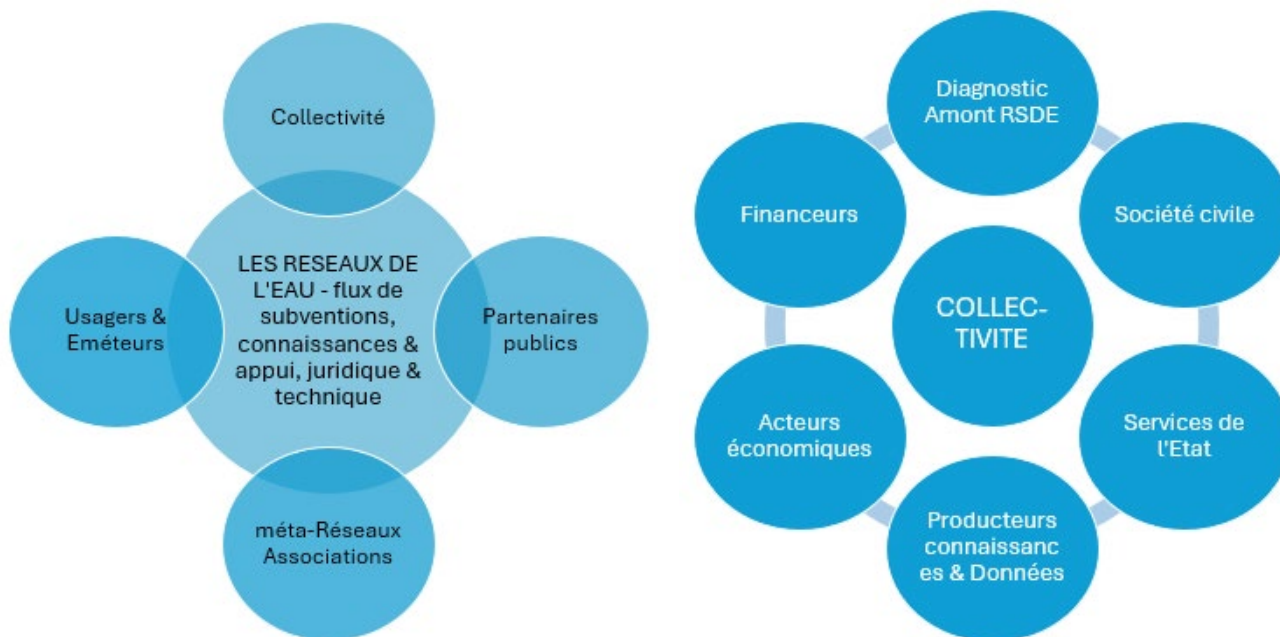 Collectivité
LES RESEAUX DE
L'EAU - flux de
subventions,
connaissances &
appui, juridique &
technique
Usagers &
Eméteurs
Partenaires
publics
méta-Réseaux
Associations
Diagnostic
Amont RSDE
Financeurs
Société civile
COLLEC-
TIVITE
Acteurs
économiques
Services de
l'Etat
Producteurs
connaissanc
es & Données